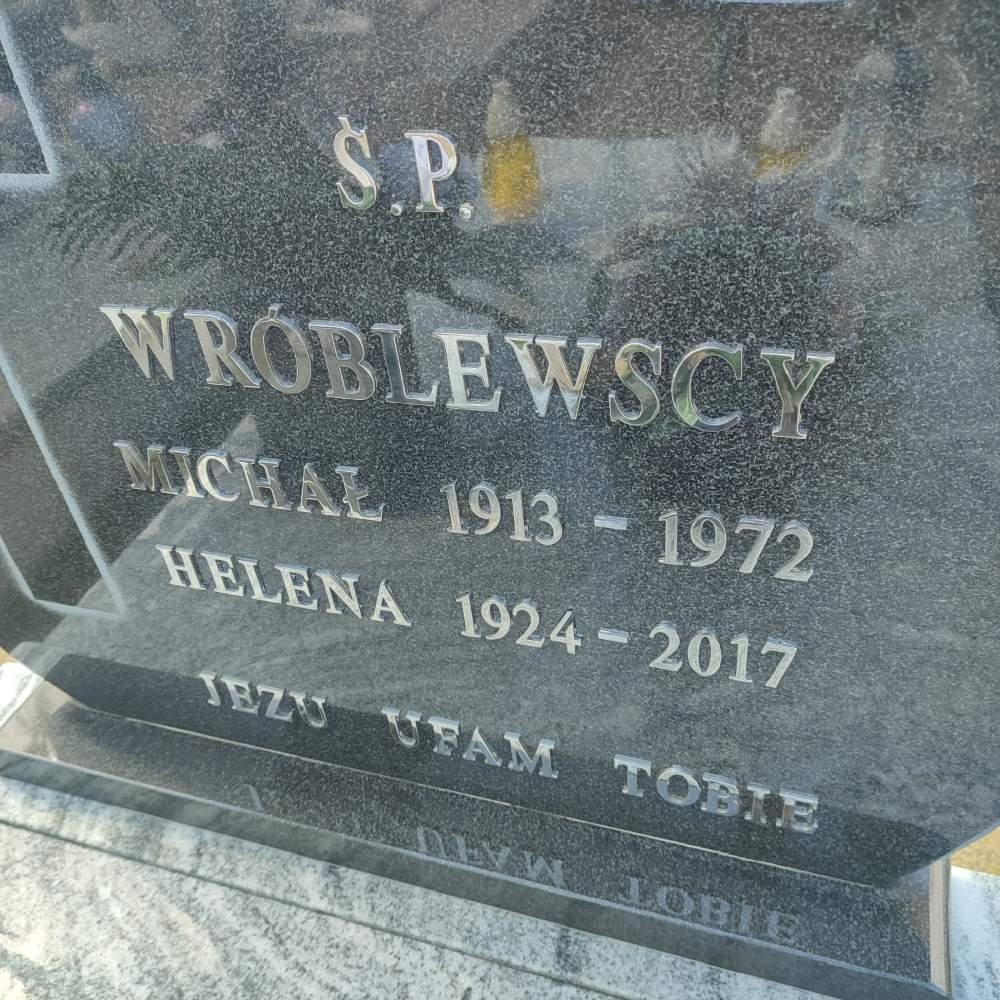 Ś.P.
WRÓBLEWSCY
MICHAŁ 1913 - 1972
HELENA 1924 - 2017
JEZU UFAM TOBIE